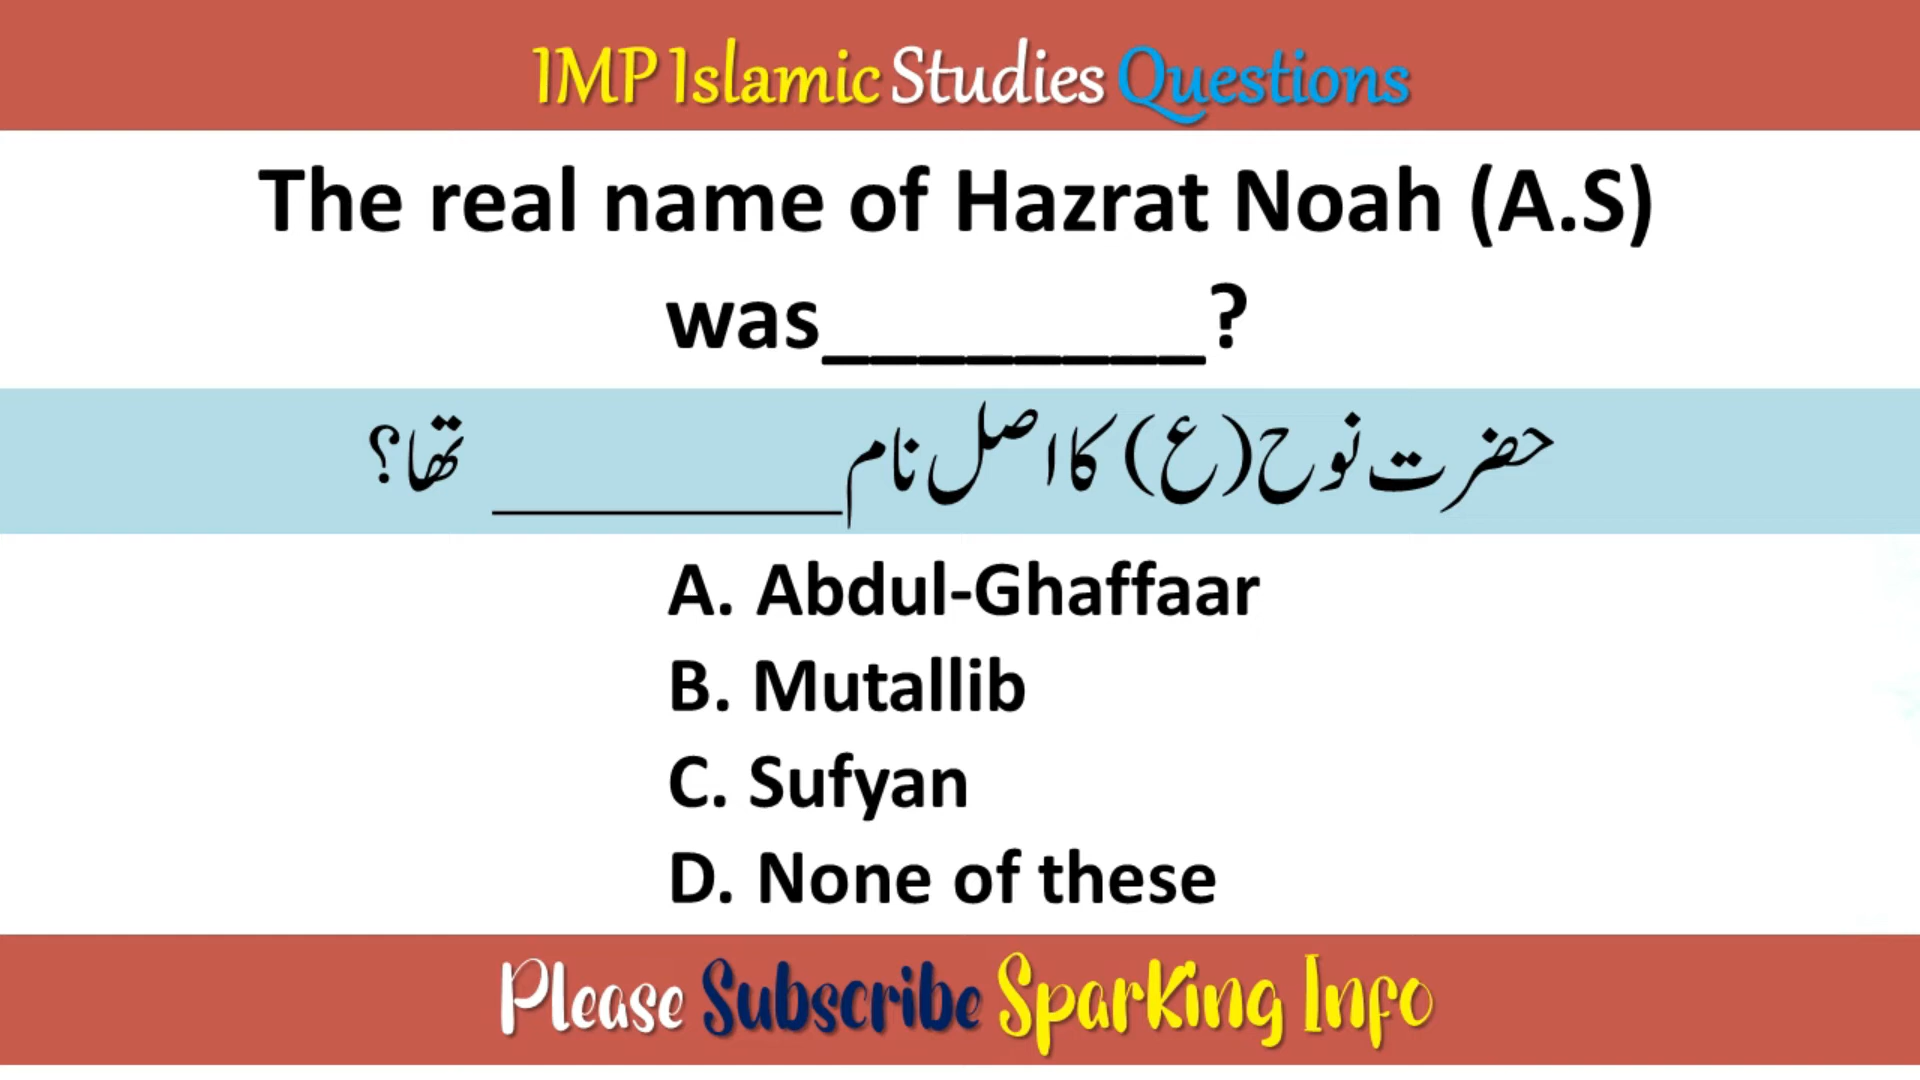 IMP Islamic Studies Questions
The real name of Hazrat Noah (A.S)
was________?
حضرت نوح(ع) کا اصل نام ________ تھا؟
A. Abdul-Ghaffaar
B. Mutallib
C. Sufyan
D. None of these
Please Subscribe Sparking Info